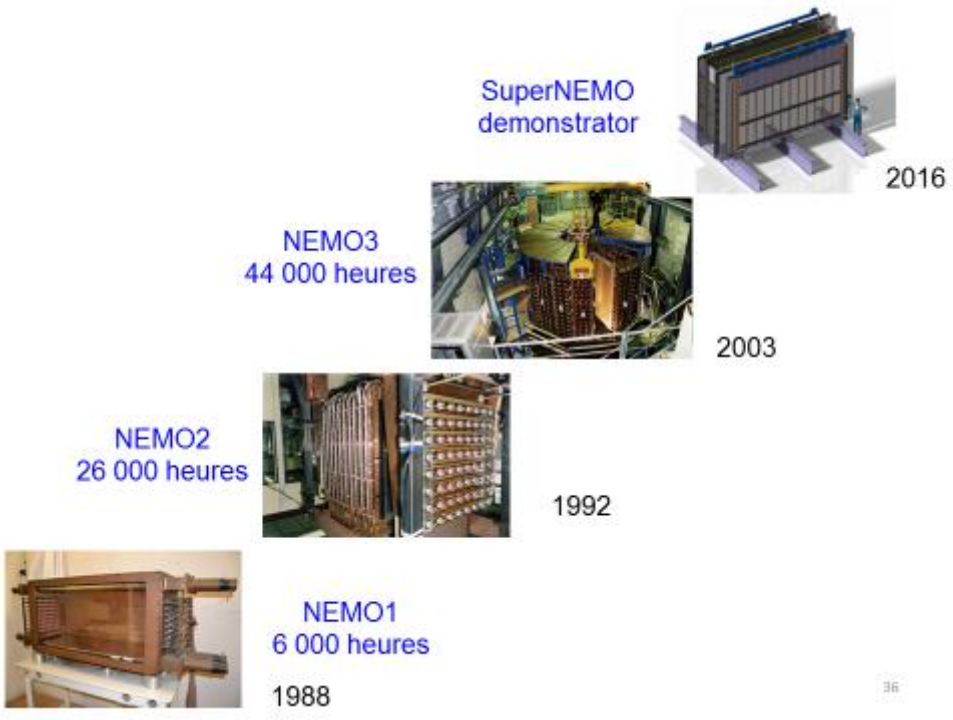 SuperNEMO
demonstrator
2016
NEMO3
44 000 heures
2003
NEMO2
26 000 heures
1992
NEMO1
6 000 heures
1988
36